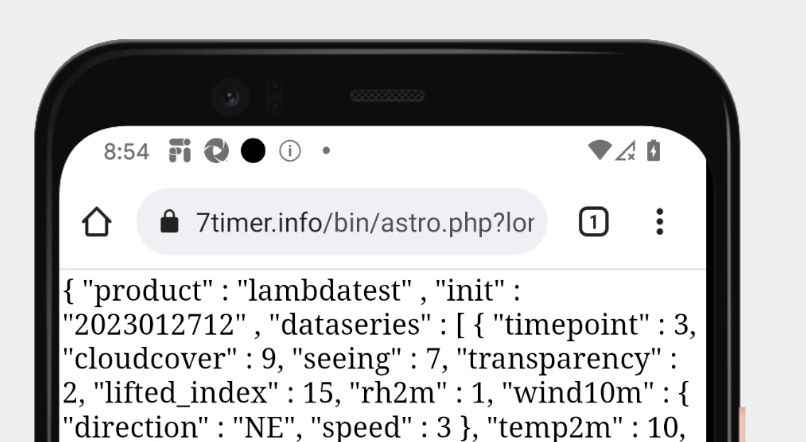 8:54
7timer.info/bin/astro.php?lor
1
{ "product" : "lambdatest" , "init" :
"2023012712" , "dataseries" : [ { "timepoint" : 3,
"cloudcover" : 9, "seeing" : 7, "transparency" :
2, "lifted_index" : 15, "rh2m" : 1, "wind10m" : {
"direction" : "NE", "speed" : 3 }, "temp2m" : 10,